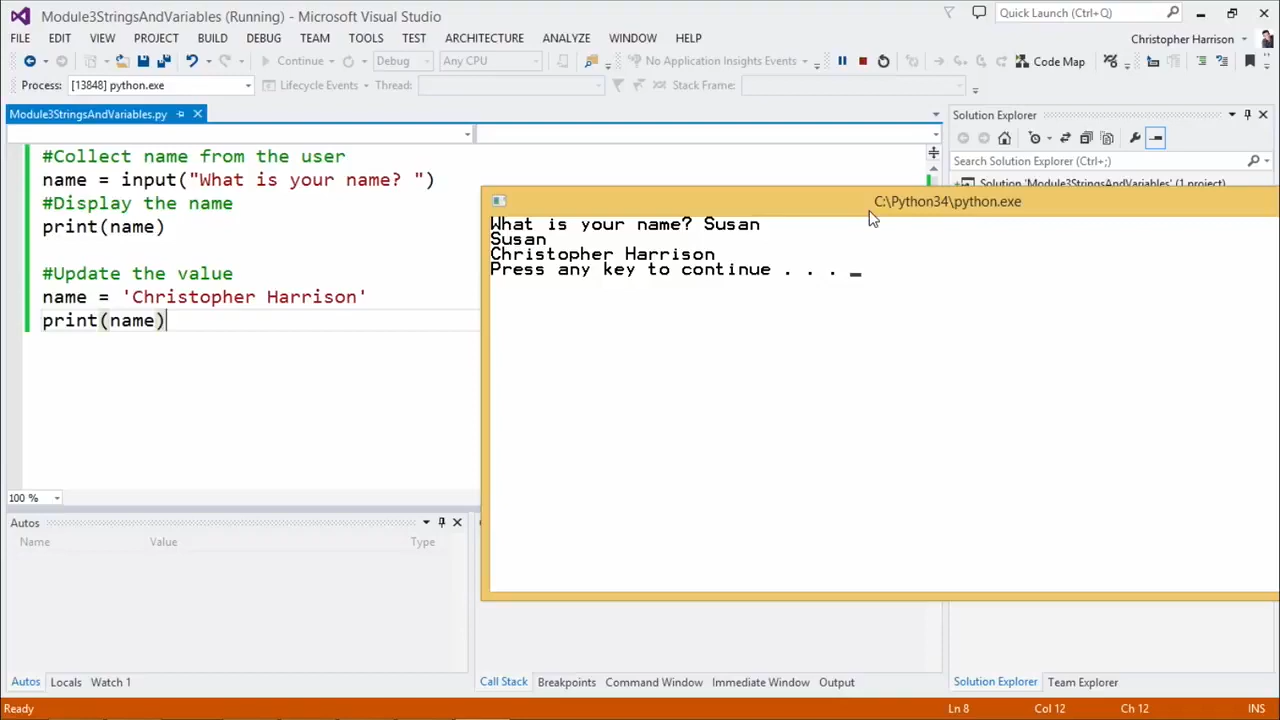 Module3StringsAndVariables (Running) - Microsoft Visual Studio
Quick Launch (Ctrl+Q)
FILE EDIT VIEW PROJECT BUILD DEBUG TEAM TOOLS TEST ARCHITECTURE ANALYZE WINDOW HELP
Christopher Harrison
Continue Debug Any CPU No Application Insights Events Code Map
Process: [13848] python.exe Lifecycle Events Thread: Stack Frame:
Module3StringsAndVariables.py
#Collect name from the user
name = input("What is your name? ")
#Display the name
print(name)
#Update the value
name = 'Christopher Harrison'
print(name)
100 %
Solution Explorer
Search Solution Explorer (Ctrl+;)
Solution 'Module3StringsAndVariables' (1 project)
C:\Python34\python.exe
What is your name? Susan
Susan
Christopher Harrison
Press any key to continue . . . _
Autos
Name Value Type
Autos Locals Watch 1
Call Stack Breakpoints Command Window Immediate Window Output
Solution Explorer Team Explorer
Ready Ln 8 Col 12 Ch 12 INS